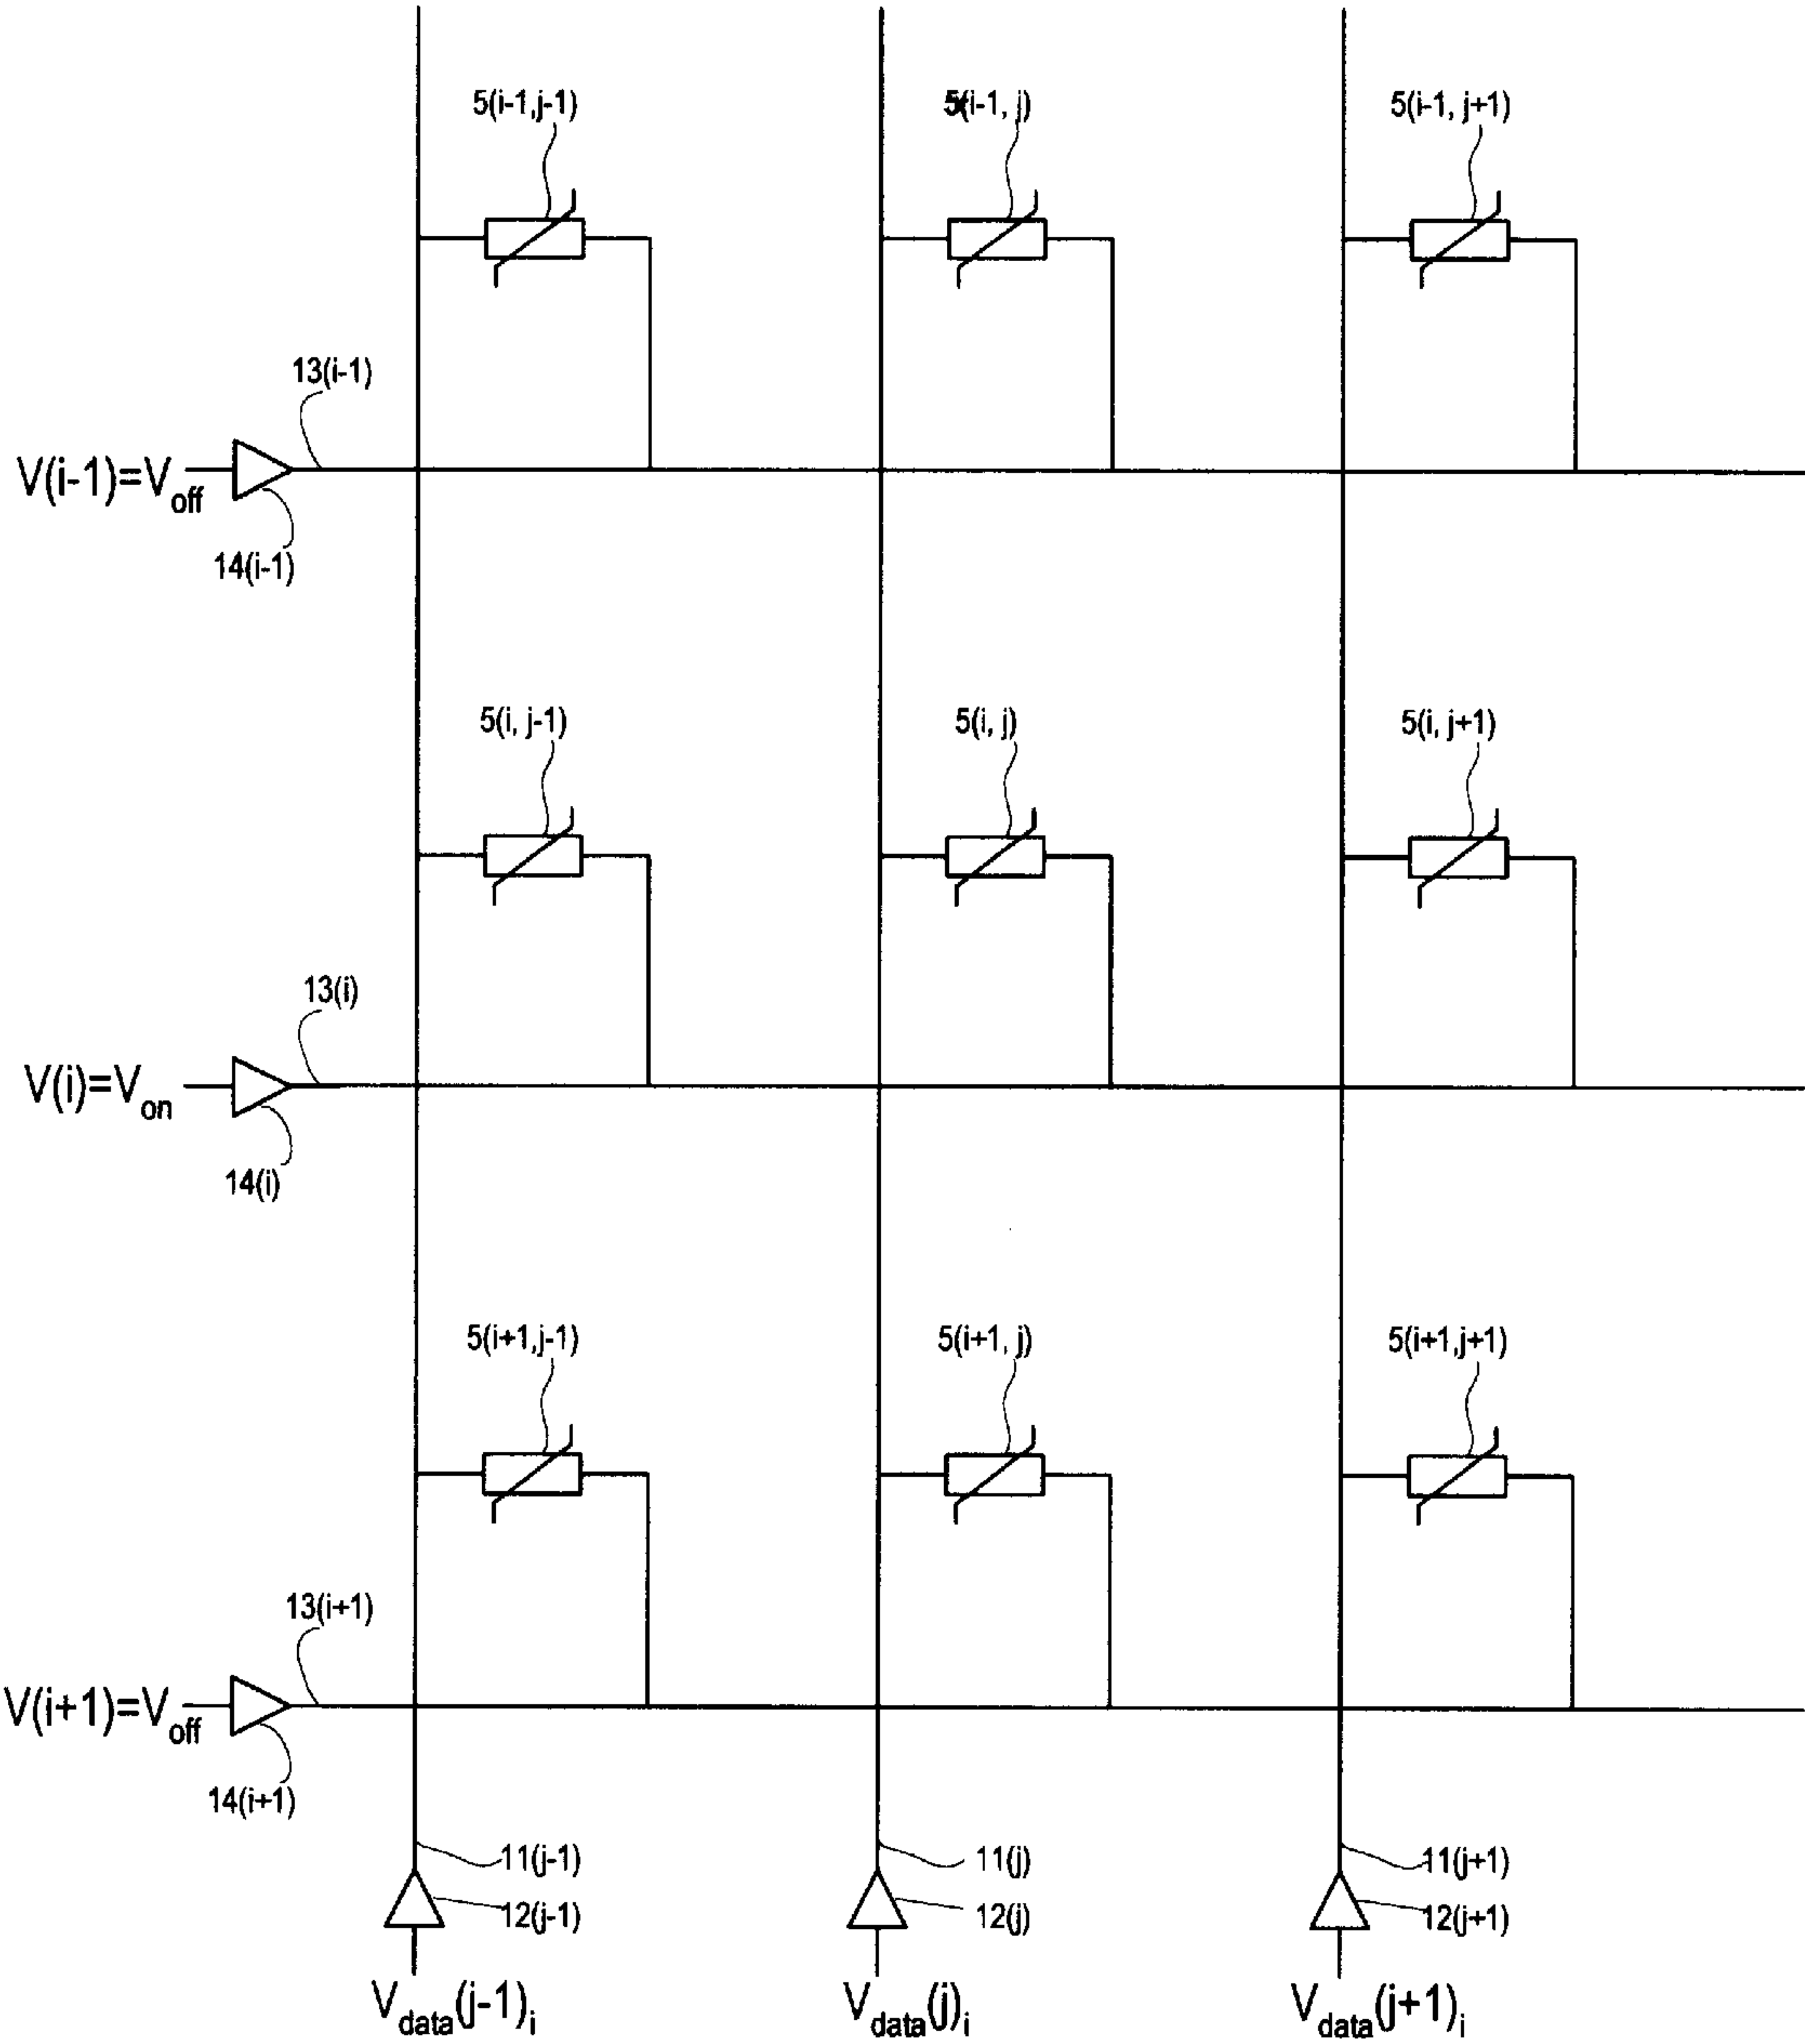 5(i-1,j-1) 5(i-1, j) 5(i-1, j+1)
13(i-1)
V(i-1)=Voff
14(i-1)
5(i, j-1) 5(i, j) 5(i, j+1)
13(i)
V(i)=Von
14(i)
5(i+1,j-1) 5(i+1, j) 5(i+1,j+1)
13(i+1)
V(i+1)=Voff
14(i+1)
11(j-1) 11(j) 11(j+1)
12(j-1) 12(j) 12(j+1)
Vdata(j-1)i Vdata(j)i Vdata(j+1)i